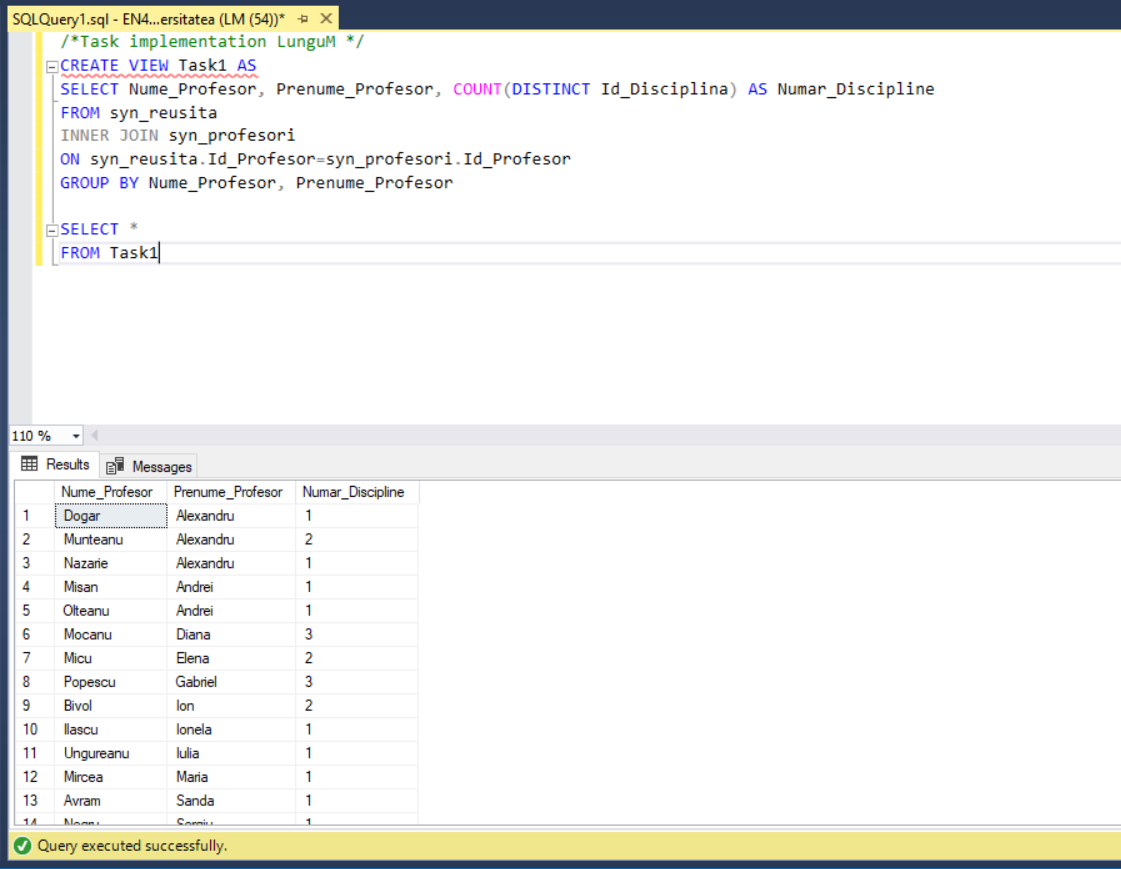 SQLQuery1.sql - EN4...ersitatea (LM (54))*
/*Task implementation LunguM */
CREATE VIEW Task1 AS
SELECT Nume_Profesor, Prenume_Profesor, COUNT(DISTINCT Id_Disciplina) AS Numar_Discipline
FROM syn_reusita
INNER JOIN syn_profesori
ON syn_reusita.Id_Profesor=syn_profesori.Id_Profesor
GROUP BY Nume_Profesor, Prenume_Profesor
SELECT *
FROM Task1
110 %
Results Messages
Nume_Profesor Prenume_Profesor Numar_Discipline
1 Dogar Alexandru 1
2 Munteanu Alexandru 2
3 Nazarie Alexandru 1
4 Misan Andrei 1
5 Olteanu Andrei 1
6 Mocanu Diana 3
7 Micu Elena 2
8 Popescu Gabriel 3
9 Bivol Ion 2
10 Ilascu Ionela 1
11 Ungureanu Iulia 1
12 Mircea Maria 1
13 Avram Sanda 1
14 Negru Sergiu 1
Query executed successfully.